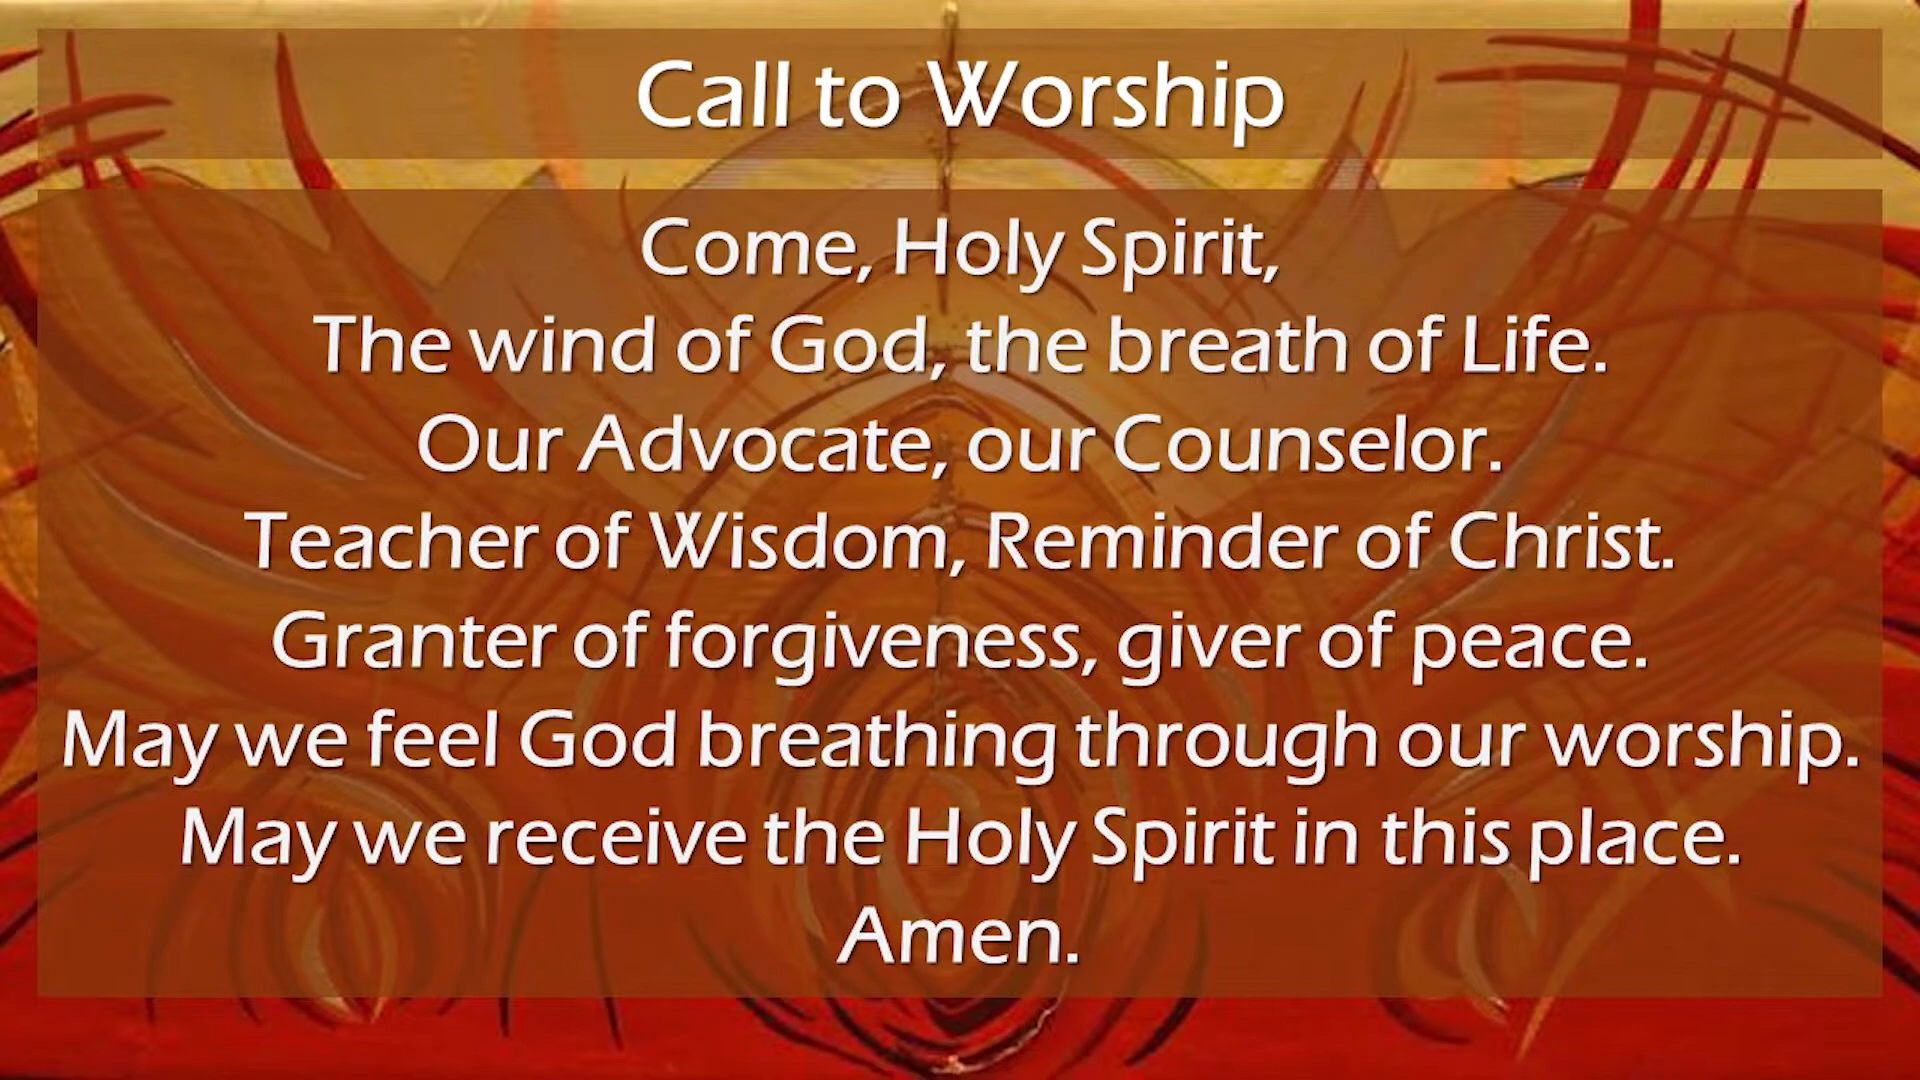 Call to Worship
Come, Holy Spirit,
The wind of God, the breath of Life.
Our Advocate, our Counselor.
Teacher of Wisdom, Reminder of Christ.
Granter of forgiveness, giver of peace.
May we feel God breathing through our worship.
May we receive the Holy Spirit in this place.
Amen.